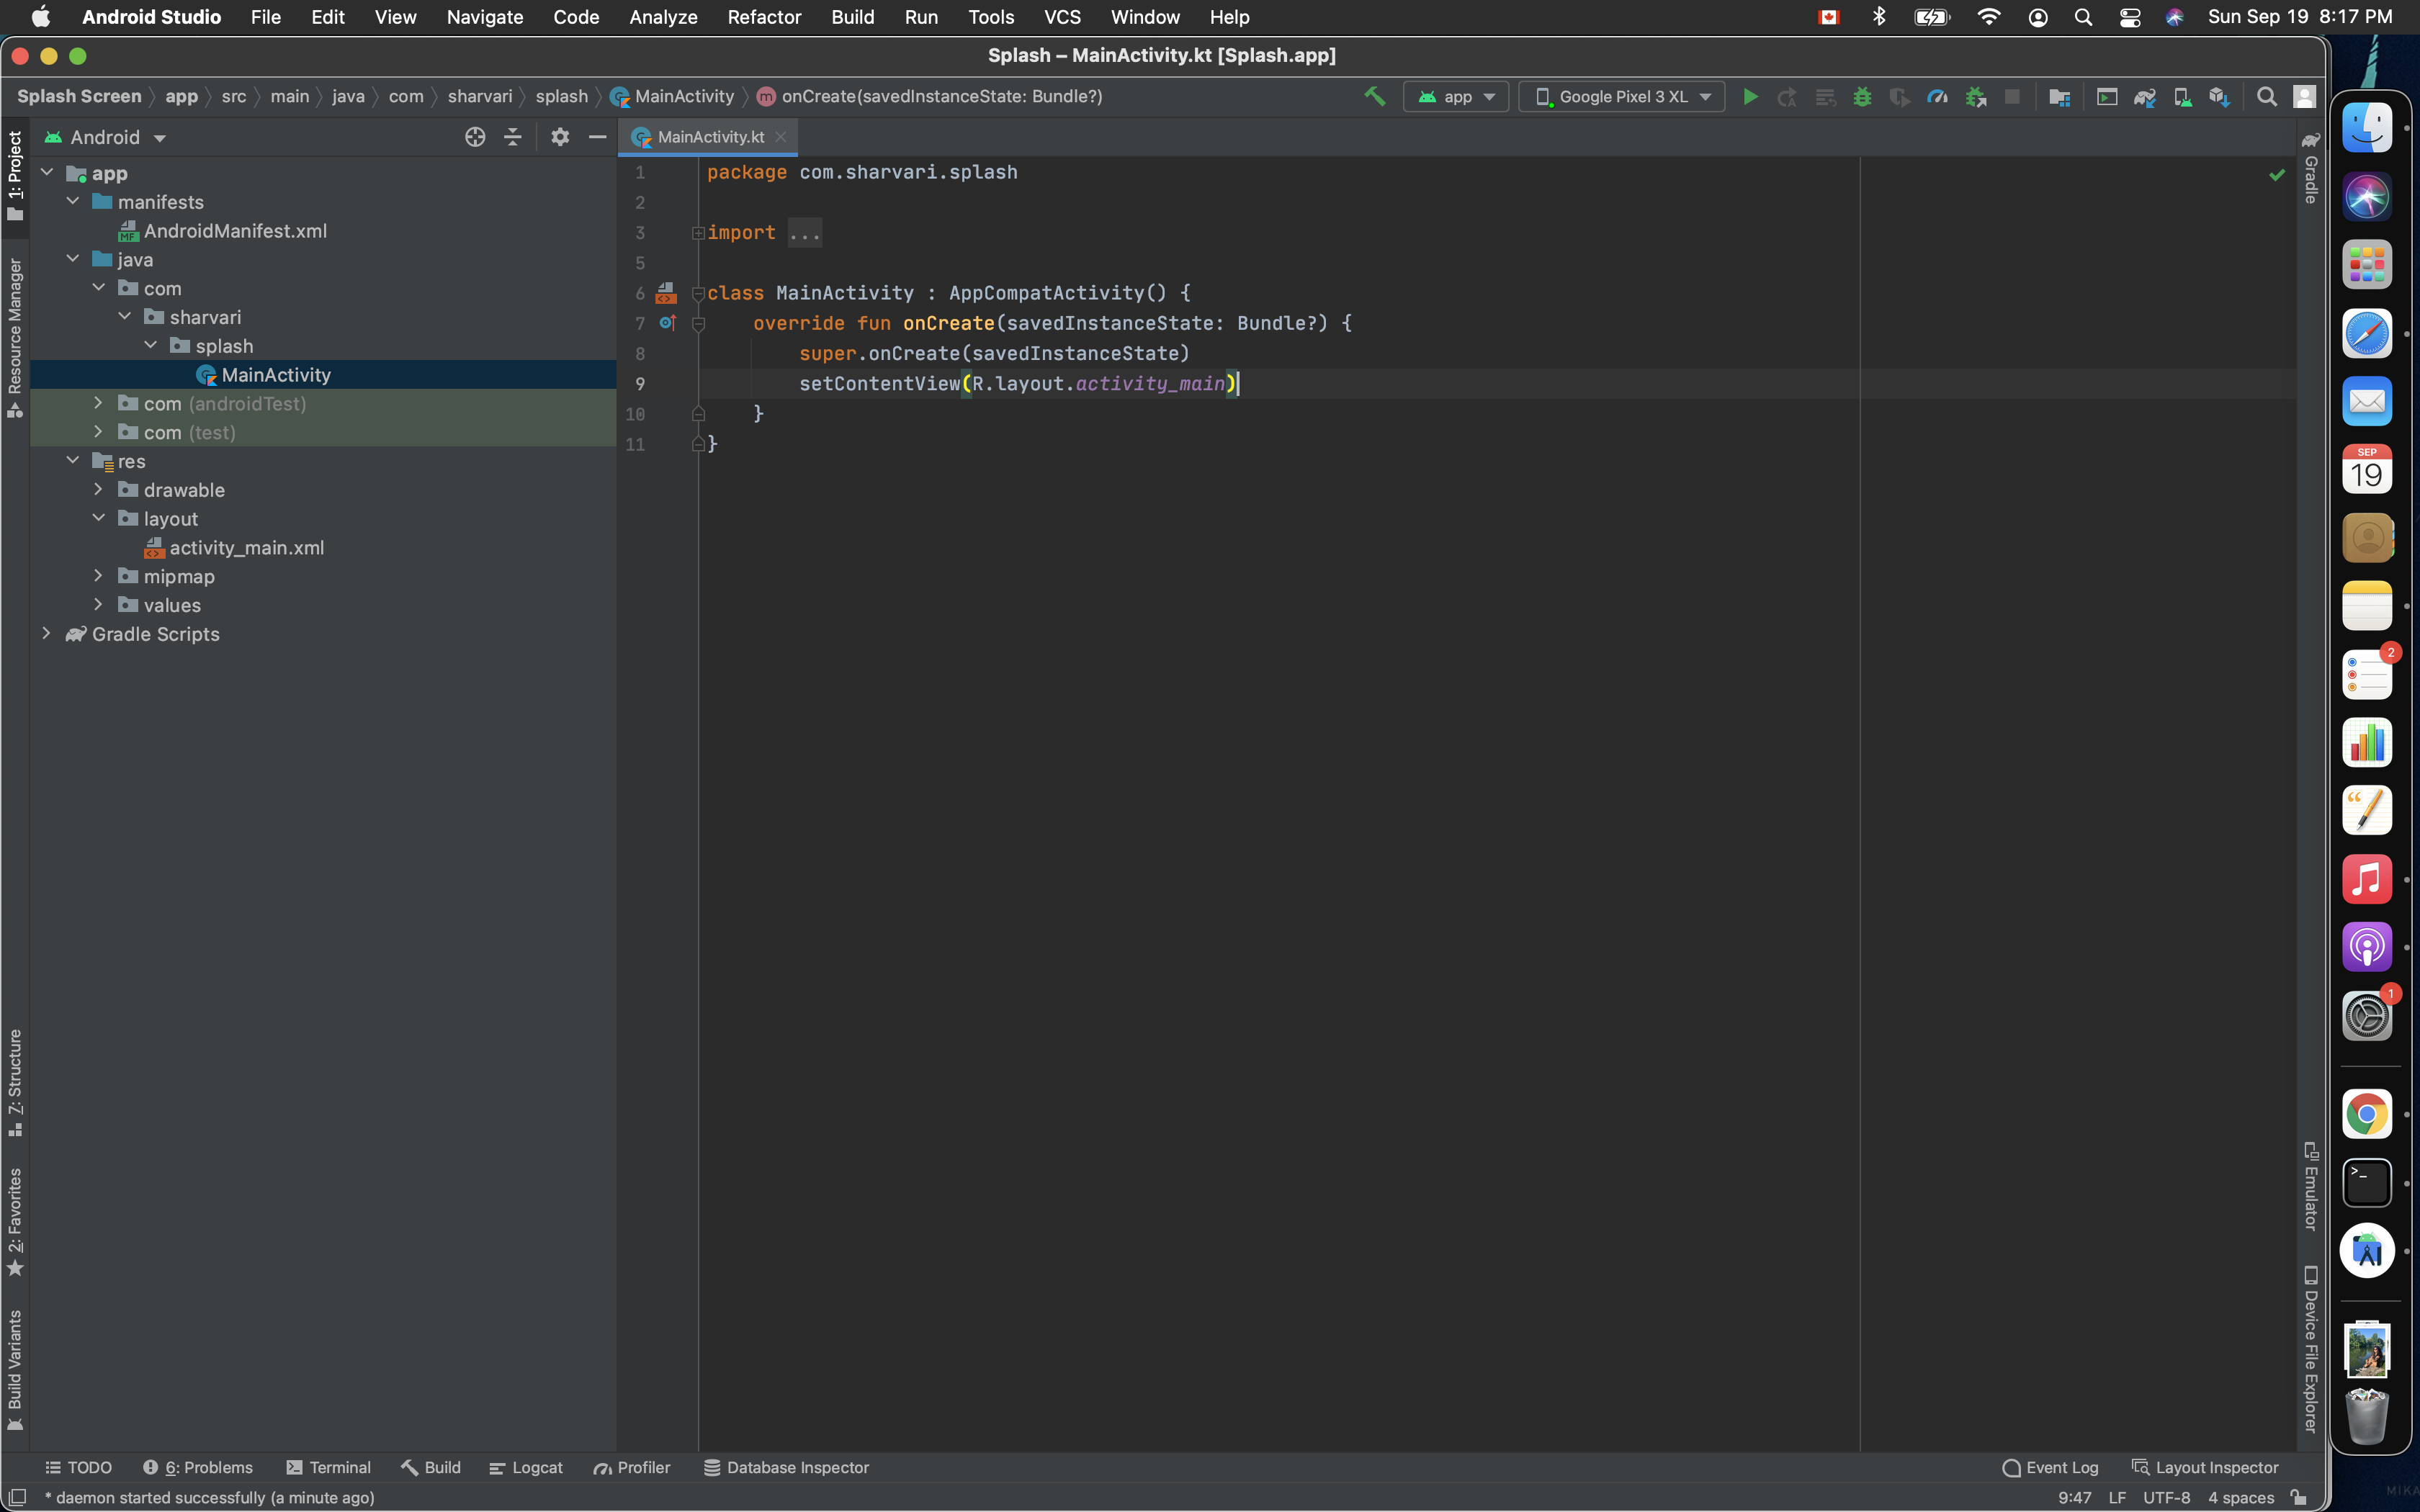 Android Studio File Edit View Navigate Code Analyze Refactor Build Run Tools VCS Window Help Sun Sep 19 8:17 PM
Splash – MainActivity.kt [Splash.app]
Splash Screen app src main java com sharvari splash MainActivity m onCreate(savedInstanceState: Bundle?) app Google Pixel 3 XL
1: Project
Resource Manager
7: Structure
2: Favorites
Build Variants
Android
app
manifests
MF AndroidManifest.xml
java
com
sharvari
splash
MainActivity
com (androidTest)
com (test)
res
drawable
layout
activity_main.xml
mipmap
values
Gradle Scripts
MainActivity.kt
1 package com.sharvari.splash
2
3 import ...
5
6 class MainActivity : AppCompatActivity() {
7 override fun onCreate(savedInstanceState: Bundle?) {
8 super.onCreate(savedInstanceState)
9 setContentView(R.layout.activity_main)
10 }
11 }
Gradle
Emulator
Device File Explorer
SEP
19
2
1
TODO 6: Problems Terminal Build Logcat Profiler Database Inspector Event Log Layout Inspector
* daemon started successfully (a minute ago) 9:47 LF UTF-8 4 spaces